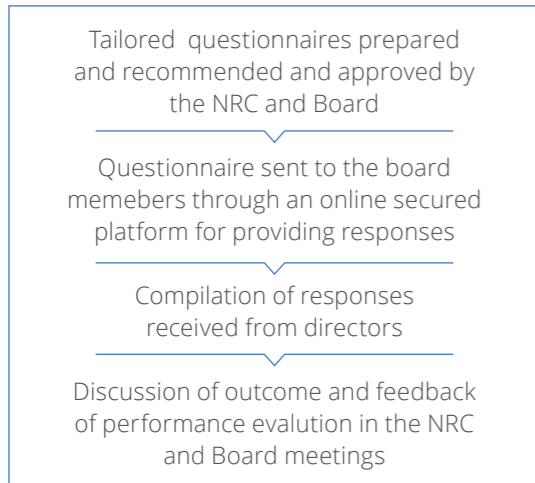 Tailored questionnaires prepared
and recommended and approved by
the NRC and Board
Questionnaire sent to the board
memebers through an online secured
platform for providing responses
Compilation of responses
received from directors
Discussion of outcome and feedback
of performance evalution in the NRC
and Board meetings